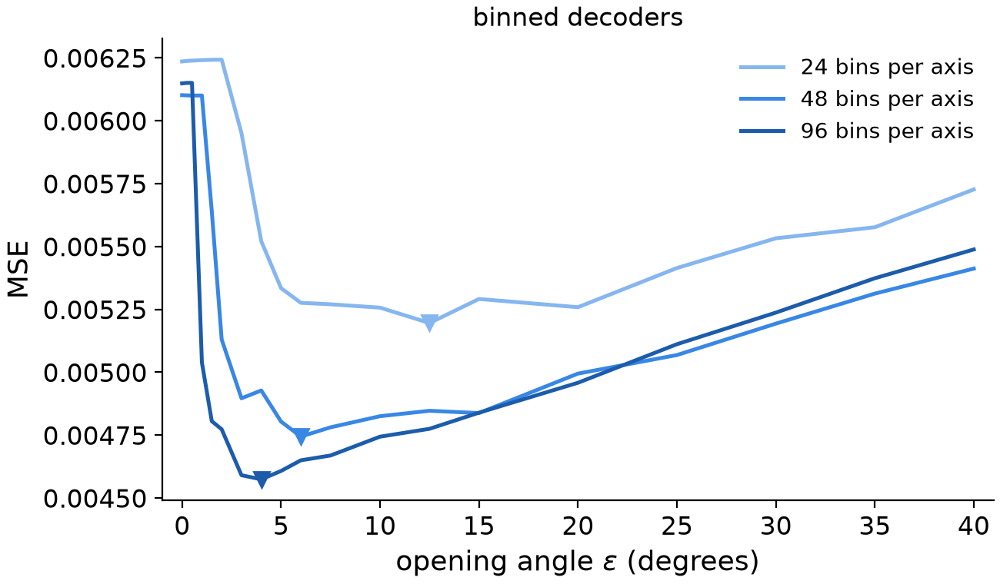 binned decoders
24 bins per axis
48 bins per axis
96 bins per axis
MSE
0.00625
0.00600
0.00575
0.00550
0.00525
0.00500
0.00475
0.00450
0 5 10 15 20 25 30 35 40
opening angle ε (degrees)